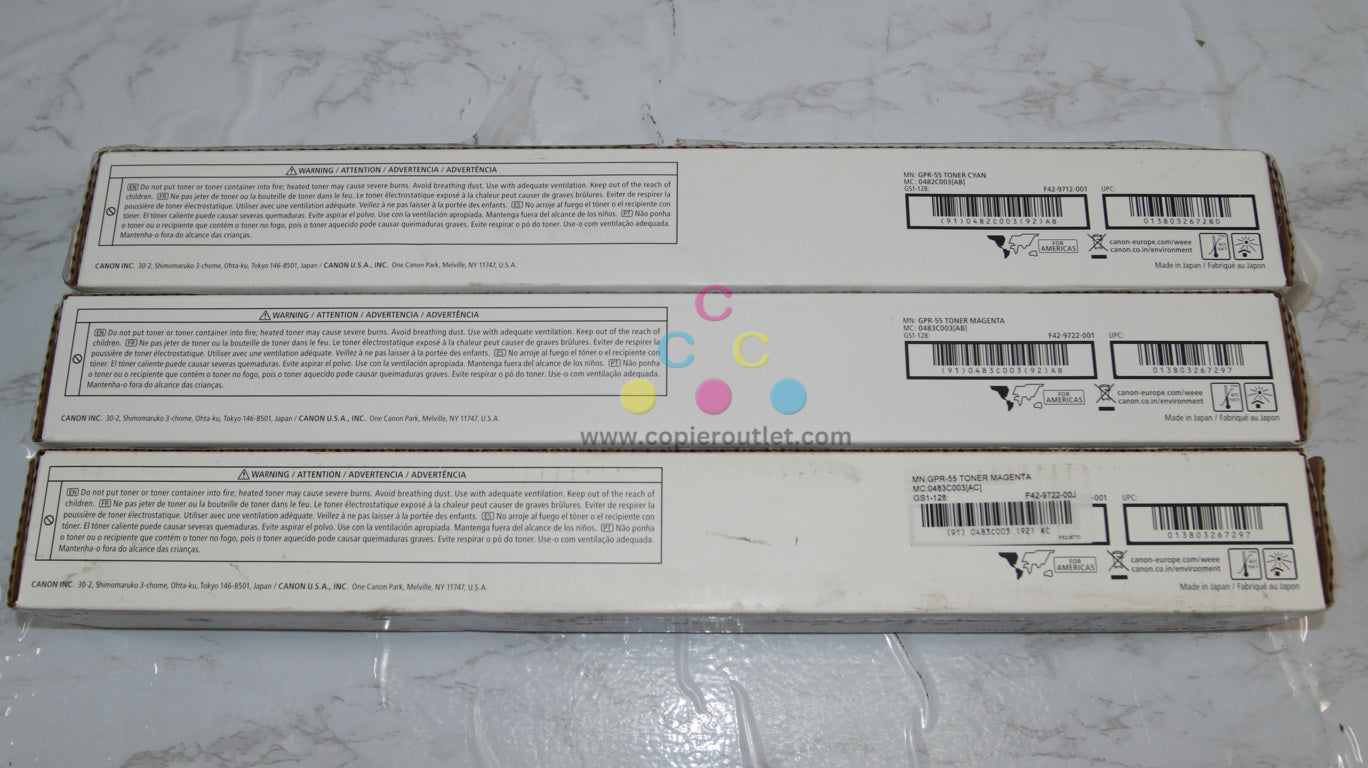 WARNING / ATTENTION / ADVERTENCIA / ADVERTÊNCIA
EN Do not put toner or toner container into fire; heated toner may cause severe burns. Avoid breathing dust. Use with adequate ventilation. Keep out of the reach of
children. FR Ne pas jeter de toner ou la bouteille de toner dans le feu. Le toner électrostatique exposé à la chaleur peut causer de graves brûlures. Eviter de respirer la
poussière de toner électrostatique. Utiliser avec une ventilation adéquate. Veillez à ne pas laisser à la portée des enfants. ES No arroje al fuego el tóner o el recipiente con
tóner. El tóner caliente puede causar severas quemaduras. Evite aspirar el polvo. Use con la ventilación apropiada. Mantenga fuera del alcance de los niños. PT Não ponha
o toner ou o recipiente que contém o toner no fogo, pois o toner aquecido pode causar queimaduras graves. Evite respirar o pó do toner. Use-o com ventilação adequada.
Mantenha-o fora do alcance das crianças.
CANON INC. 30-2, Shimomaruko 3-chome, Ohta-ku, Tokyo 146-8501, Japan / CANON U.S.A., INC. One Canon Park, Melville, NY 11747, U.S.A.
MN: GPR-55 TONER CYAN
MC: 0482C003[AB]
GS1-128: F42-9712-001 UPC:
(91)0482C003(92)AB 013803267280
FOR AMERICAS
canon-europe.com/weee
canon.co.in/environment
Made in Japan / Fabriqué au Japon
WARNING / ATTENTION / ADVERTENCIA / ADVERTÊNCIA
EN Do not put toner or toner container into fire; heated toner may cause severe burns. Avoid breathing dust. Use with adequate ventilation. Keep out of the reach of
children. FR Ne pas jeter de toner ou la bouteille de toner dans le feu. Le toner électrostatique exposé à la chaleur peut causer de graves brûlures. Eviter de respirer la
poussière de toner électrostatique. Utiliser avec une ventilation adéquate. Veillez à ne pas laisser à la portée des enfants. ES No arroje al fuego el tóner o el recipiente con
tóner. El tóner caliente puede causar severas quemaduras. Evite aspirar el polvo. Use con la ventilación apropiada. Mantenga fuera del alcance de los niños. PT Não ponha
o toner ou o recipiente que contém o toner no fogo, pois o toner aquecido pode causar queimaduras graves. Evite respirar o pó do toner. Use-o com ventilação adequada.
Mantenha-o fora do alcance das crianças.
CANON INC. 30-2, Shimomaruko 3-chome, Ohta-ku, Tokyo 146-8501, Japan / CANON U.S.A., INC. One Canon Park, Melville, NY 11747, U.S.A.
MN: GPR-55 TONER MAGENTA
MC: 0483C003[AB]
GS1-128: F42-9722-001 UPC:
(91)0483C003(92)AB 013803267297
FOR AMERICAS
canon-europe.com/weee
canon.co.in/environment
Made in Japan / Fabriqué au Japon
C
C C
www.copieroutlet.com
WARNING / ATTENTION / ADVERTENCIA / ADVERTÊNCIA
EN Do not put toner or toner container into fire; heated toner may cause severe burns. Avoid breathing dust. Use with adequate ventilation. Keep out of the reach of
children. FR Ne pas jeter de toner ou la bouteille de toner dans le feu. Le toner électrostatique exposé à la chaleur peut causer de graves brûlures. Eviter de respirer la
poussière de toner électrostatique. Utiliser avec une ventilation adéquate. Veillez à ne pas laisser à la portée des enfants. ES No arroje al fuego el tóner o el recipiente con
tóner. El tóner caliente puede causar severas quemaduras. Evite aspirar el polvo. Use con la ventilación apropiada. Mantenga fuera del alcance de los niños. PT Não ponha
o toner ou o recipiente que contém o toner no fogo, pois o toner aquecido pode causar queimaduras graves. Evite respirar o pó do toner. Use-o com ventilação adequada.
Mantenha-o fora do alcance das crianças.
CANON INC. 30-2, Shimomaruko 3-chome, Ohta-ku, Tokyo 146-8501, Japan / CANON U.S.A., INC. One Canon Park, Melville, NY 11747, U.S.A.
MN:GPR-55 TONER MAGENTA
MC:0483C003[AC]
GS1-128: F42-9722-00J -001 UPC:
(91) 0483C003 (92) AC 013803267297
FOR AMERICAS
canon-europe.com/weee
canon.co.in/environment
Made in Japan / Fabriqué au Japon